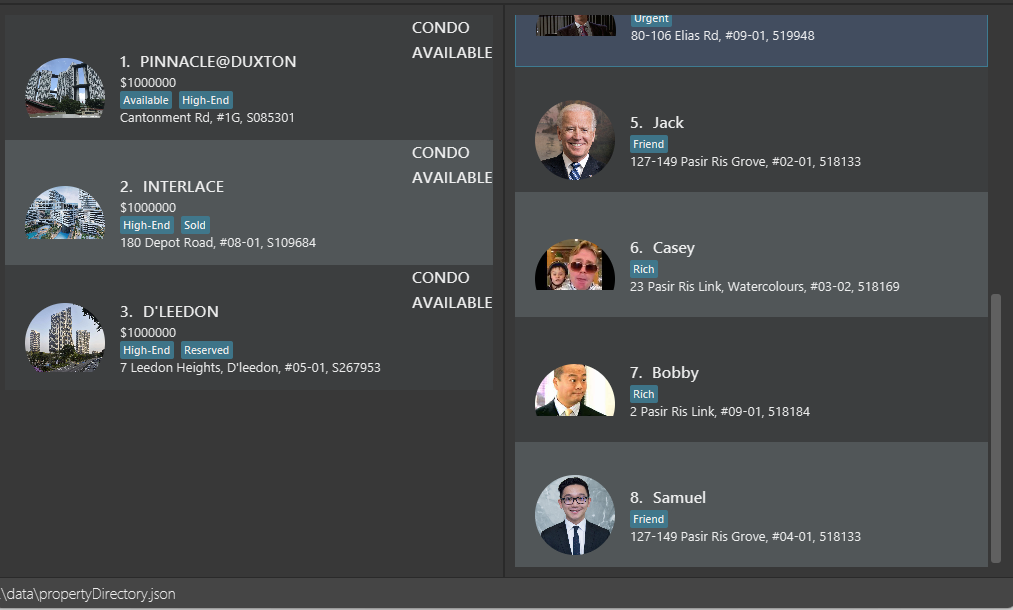 CONDO
AVAILABLE
1. PINNACLE@DUXTON
$1000000
Available High-End
Cantonment Rd, #1G, S085301
CONDO
AVAILABLE
2. INTERLACE
$1000000
High-End Sold
180 Depot Road, #08-01, S109684
CONDO
AVAILABLE
3. D'LEEDON
$1000000
High-End Reserved
7 Leedon Heights, D'leedon, #05-01, S267953
Urgent
80-106 Elias Rd, #09-01, 519948
5. Jack
Friend
127-149 Pasir Ris Grove, #02-01, 518133
6. Casey
Rich
23 Pasir Ris Link, Watercolours, #03-02, 518169
7. Bobby
Rich
2 Pasir Ris Link, #09-01, 518184
8. Samuel
Friend
127-149 Pasir Ris Grove, #04-01, 518133
\data\propertyDirectory.json